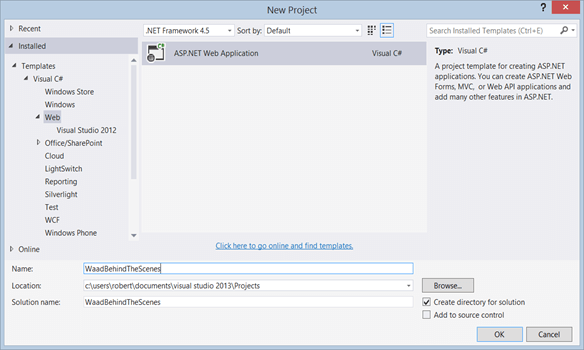 New Project
?
Recent
.NET Framework 4.5
Sort by:
Default
Search Installed Templates (Ctrl+E)
Installed
ASP.NET Web Application
Visual C#
Type: Visual C#
A project template for creating ASP.NET
applications. You can create ASP.NET Web
Forms, MVC, or Web API applications and
add many other features in ASP.NET.
Templates
Visual C#
Windows Store
Windows
Web
Visual Studio 2012
Office/SharePoint
Cloud
LightSwitch
Reporting
Silverlight
Test
WCF
Windows Phone
Online
Click here to go online and find templates.
Name:
WaadBehindTheScenes
Location:
c:\users\robert\documents\visual studio 2013\Projects
Browse...
Solution name:
WaadBehindTheScenes
Create directory for solution
Add to source control
OK
Cancel